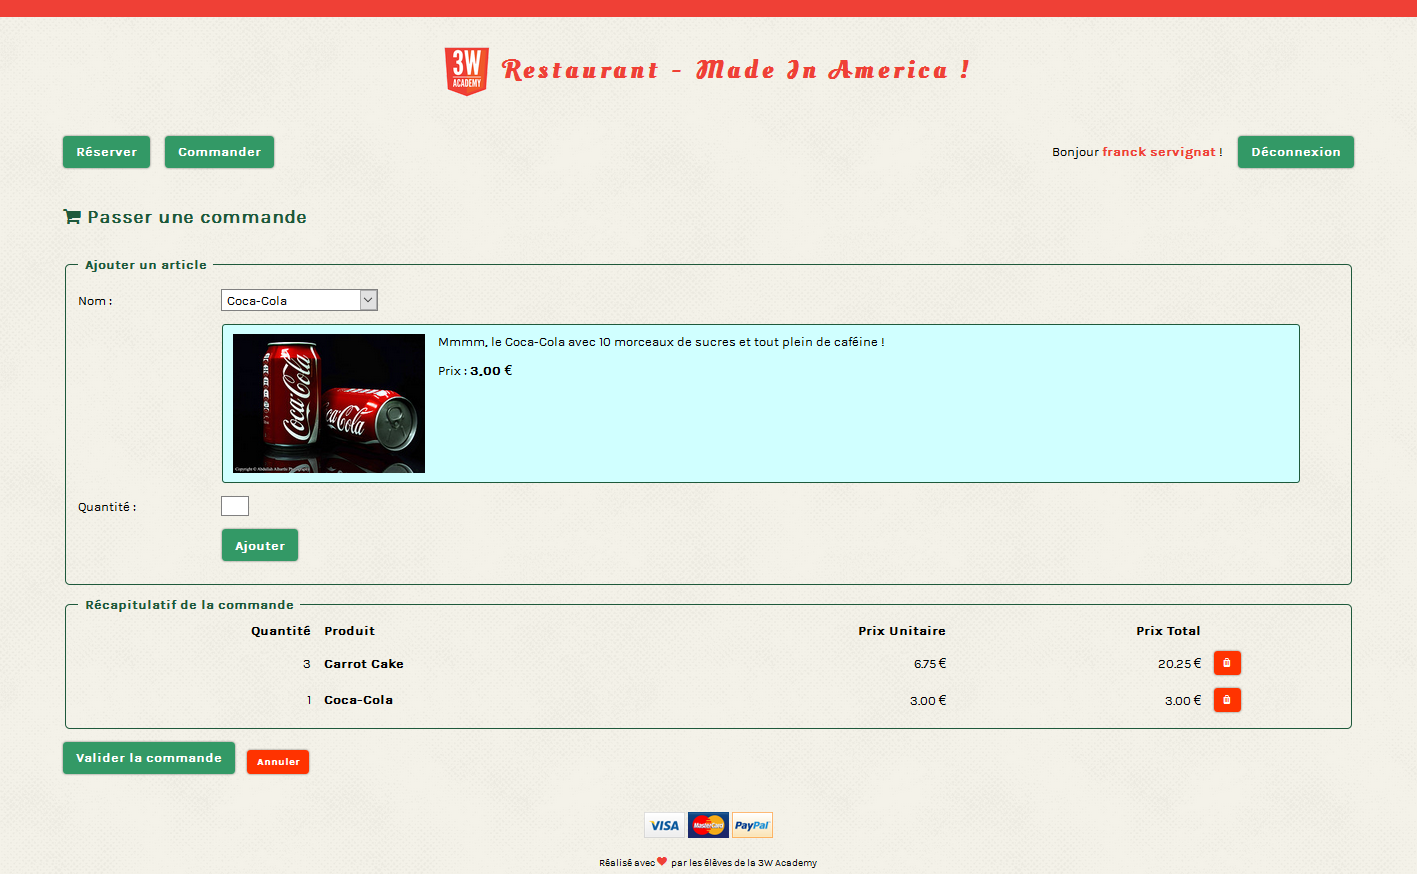 3W
ACADEMY
Restaurant - Made In America !
Réserver
Commander
Bonjour franck servignat !
Déconnexion
Passer une commande
Ajouter un article
Nom :
Coca-Cola
Coca-Cola
Coca-Cola
Mmmm, le Coca-Cola avec 10 morceaux de sucres et tout plein de caféine !
Prix : 3,00 €
Quantité :
Ajouter
Récapitulatif de la commande
Quantité Produit Prix Unitaire Prix Total
3 Carrot Cake 6.75 € 20.25 €
1 Coca-Cola 3.00 € 3.00 €
Valider la commande
Annuler
VISA
MasterCard
PayPal
Réalisé avec par les élèves de la 3W Academy